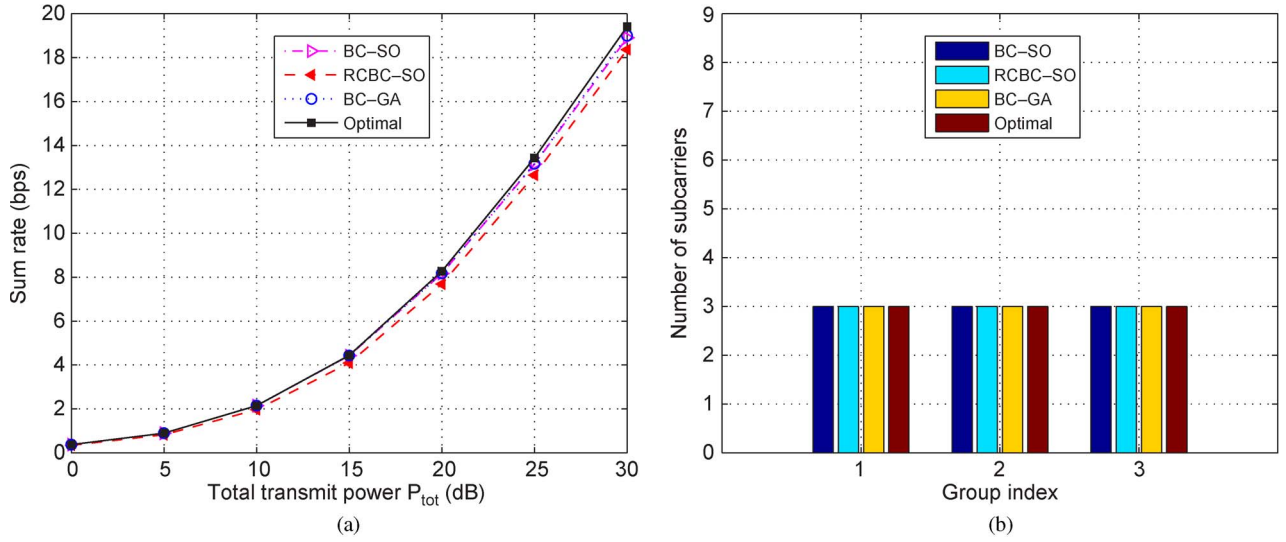 20
18
16
14
12
10
8
6
4
2
0
0 5 10 15 20 25 30
Sum rate (bps)
Total transmit power P_tot (dB)
BC–SO
RCBC–SO
BC–GA
Optimal
(a)
9
8
7
6
5
4
3
2
1
0
1 2 3
Number of subcarriers
Group index
BC–SO
RCBC–SO
BC–GA
Optimal
(b)